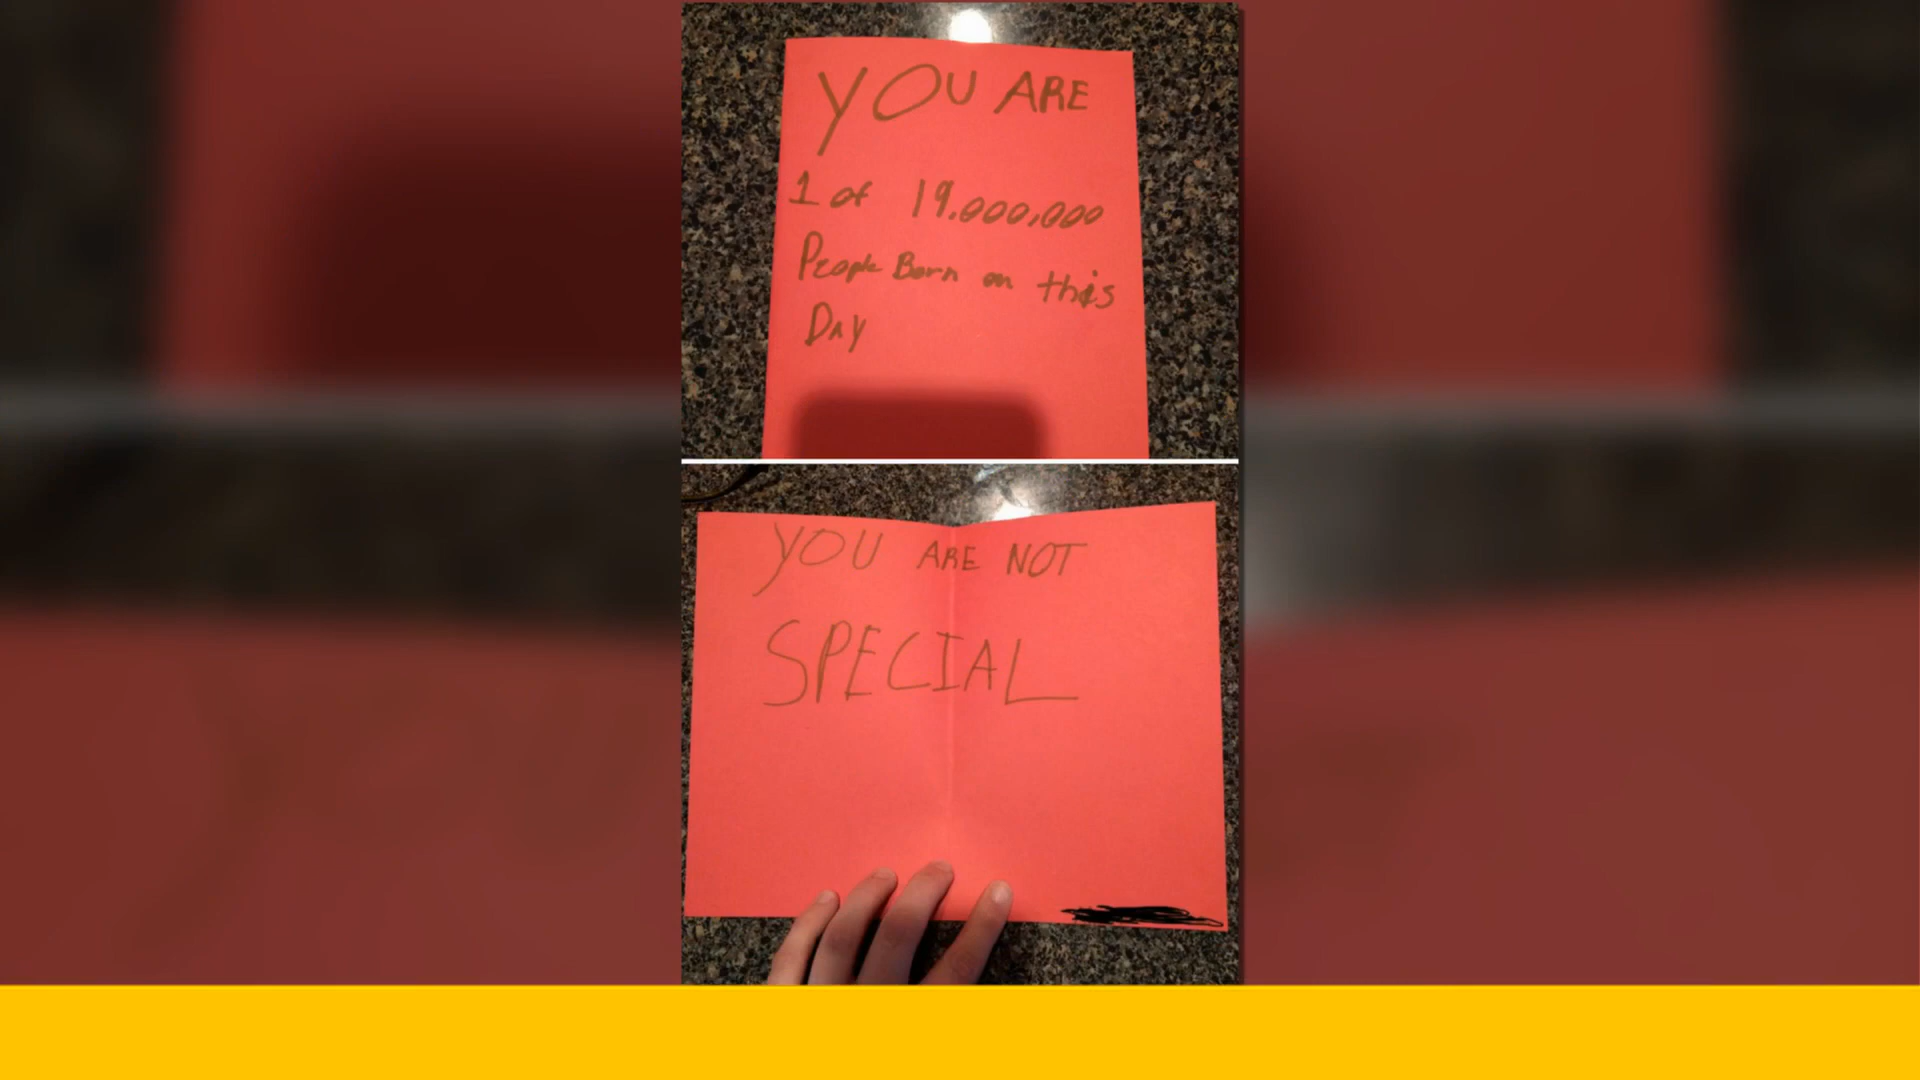 YOU ARE
1 of 19.000,000
People Born on this
Day
YOU ARE NOT
SPECIAL